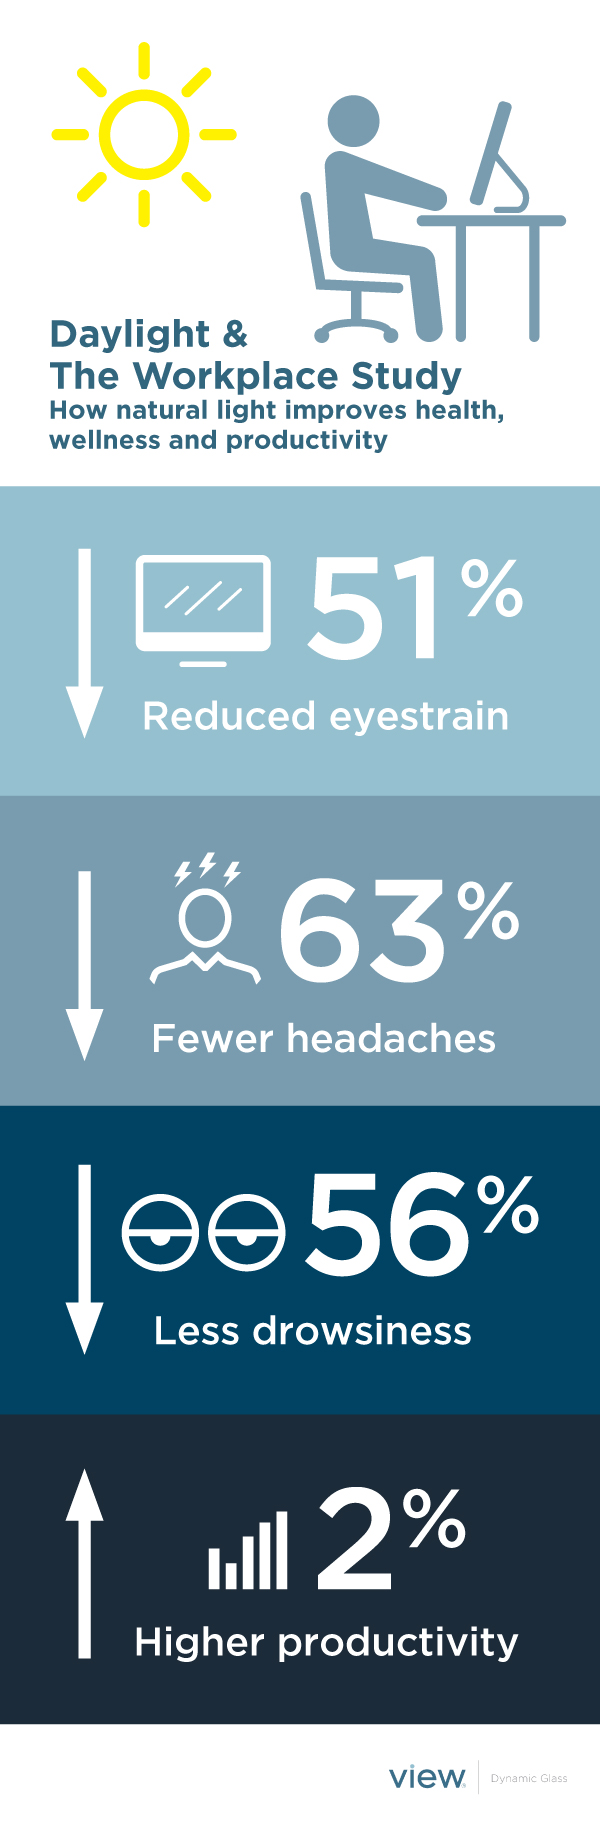 Daylight &
The Workplace Study
How natural light improves health,
wellness and productivity
51%
Reduced eyestrain
63%
Fewer headaches
56%
Less drowsiness
2%
Higher productivity
view® Dynamic Glass